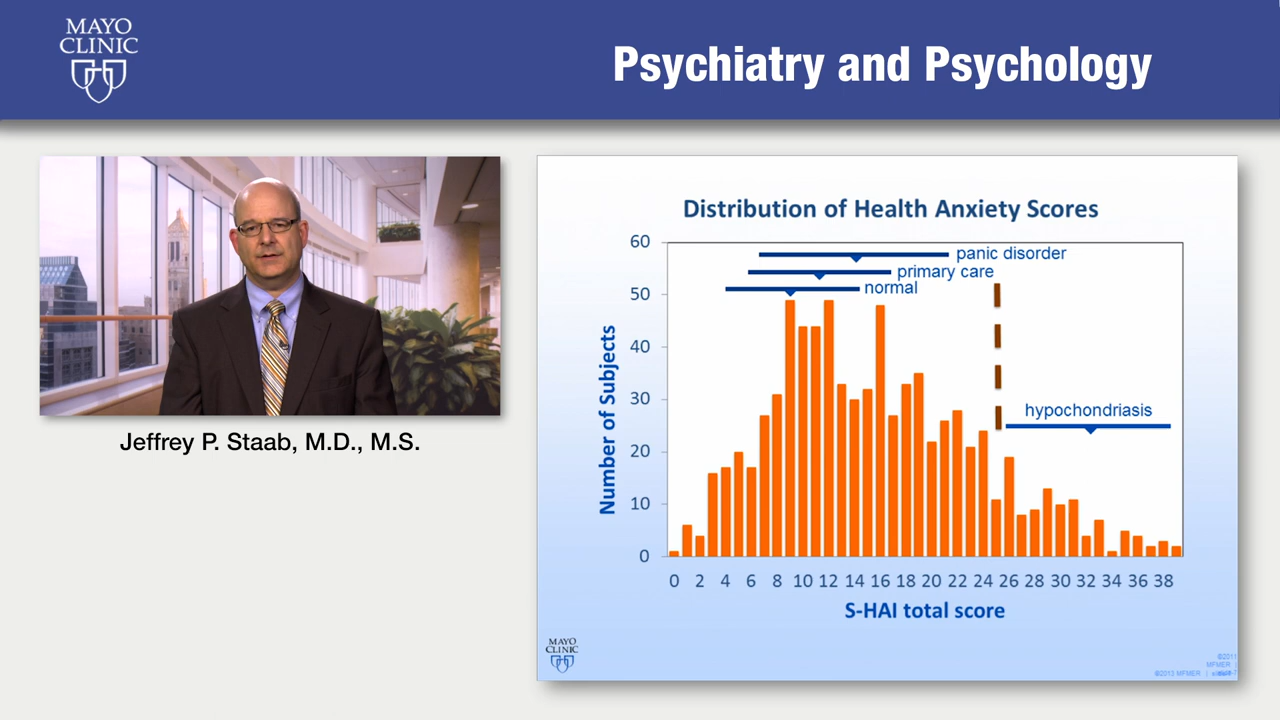 MAYO
CLINIC
Psychiatry and Psychology
Jeffrey P. Staab, M.D., M.S.
Distribution of Health Anxiety Scores
60
50
40
30
20
10
0
Number of Subjects
panic disorder
primary care
normal
hypochondriasis
0 2 4 6 8 10 12 14 16 18 20 22 24 26 28 30 32 34 36 38
S-HAI total score
MAYO
CLINIC
©2011
MFMER |
©2013 MFMER |